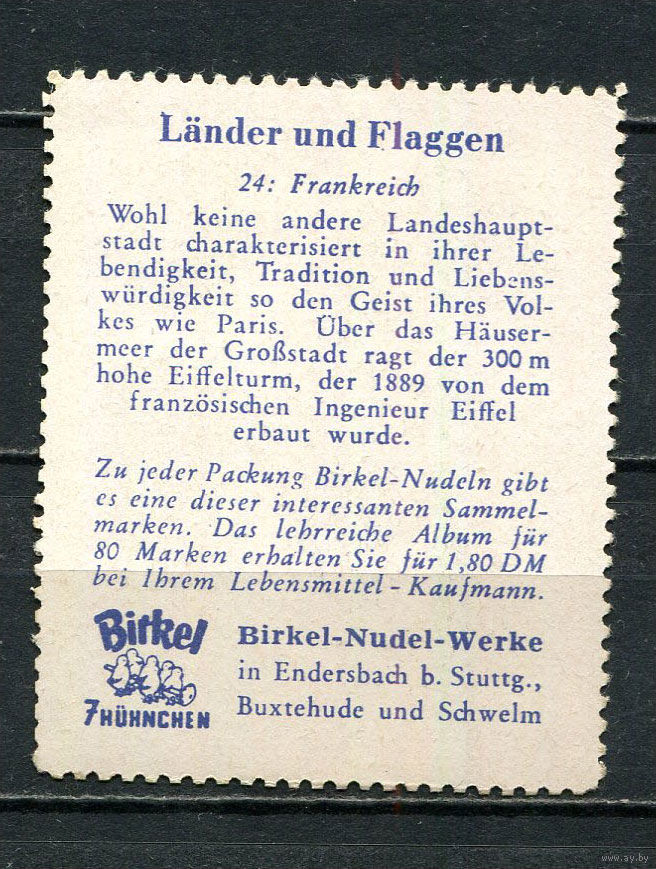 Länder und Flaggen
24: Frankreich
Wohl keine andere Landeshaupt-
stadt charakterisiert in ihrer Le-
bendigkeit, Tradition und Liebens-
würdigkeit so den Geist ihres Vol-
kes wie Paris. Über das Häuser-
meer der Großstadt ragt der 300 m
hohe Eiffelturm, der 1889 von dem
französischen Ingenieur Eiffel
erbaut wurde.
Zu jeder Packung Birkel-Nudeln gibt
es eine dieser interessanten Sammel-
marken. Das lehrreiche Album für
80 Marken erhalten Sie für 1,80 DM
bei Ihrem Lebensmittel-Kaufmann.
Birkel
7 HÜHNCHEN
Birkel-Nudel-Werke
in Endersbach b. Stuttg.,
Buxtehude und Schwelm
www.ay.by